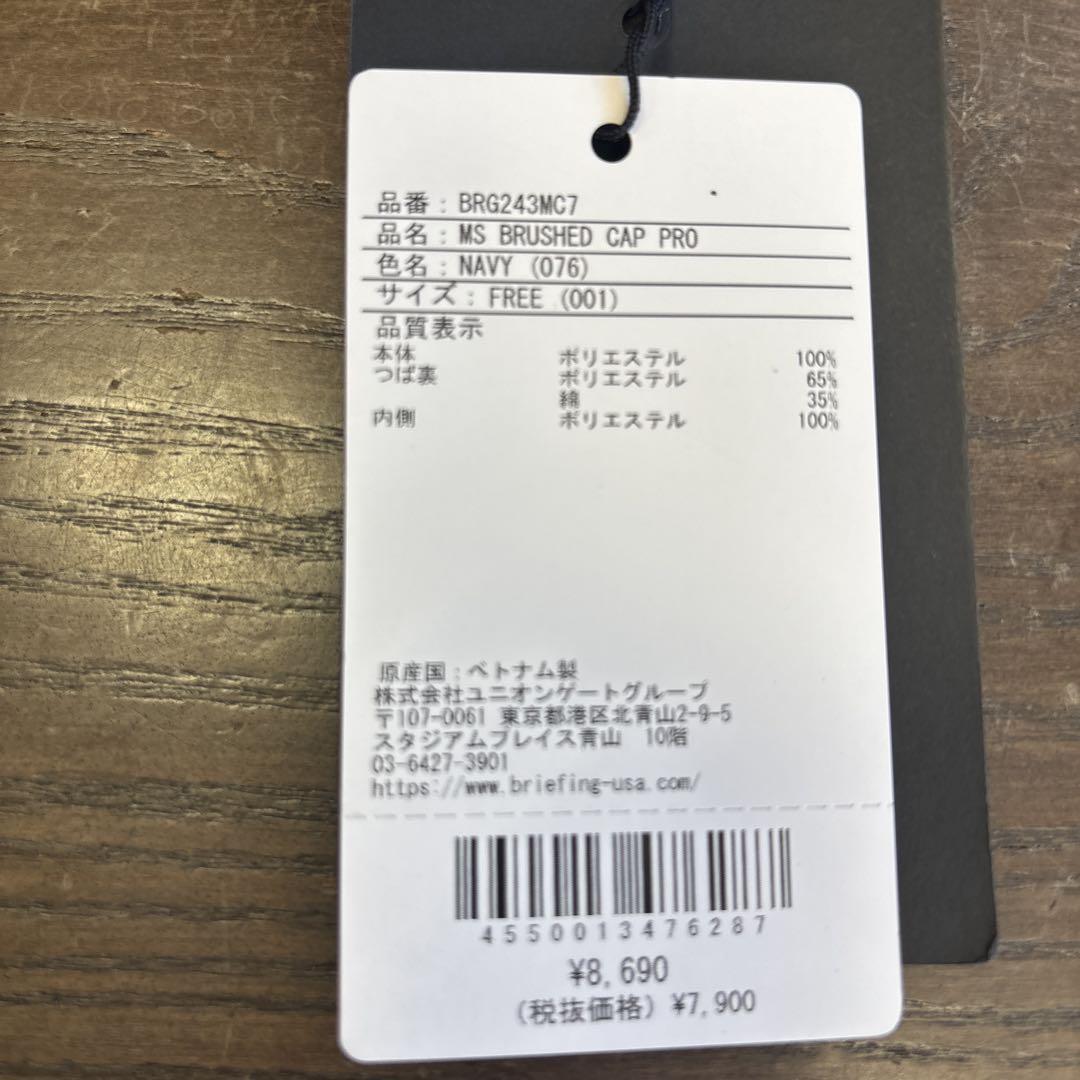 品番：BRG243MC7
品名：MS BRUSHED CAP PRO
色名：NAVY (076)
サイズ：FREE (001)
品質表示
本体 ポリエステル 100%
つば裏 ポリエステル 65%
綿 35%
内側 ポリエステル 100%
原産国：ベトナム製
株式会社ユニオンゲートグループ
〒107-0061 東京都港区北青山2-9-5
スタジアムプレイス青山 10階
03-6427-3901
https://www.briefing-usa.com/
4550013476287
¥8,690
(税抜価格) ¥7,900